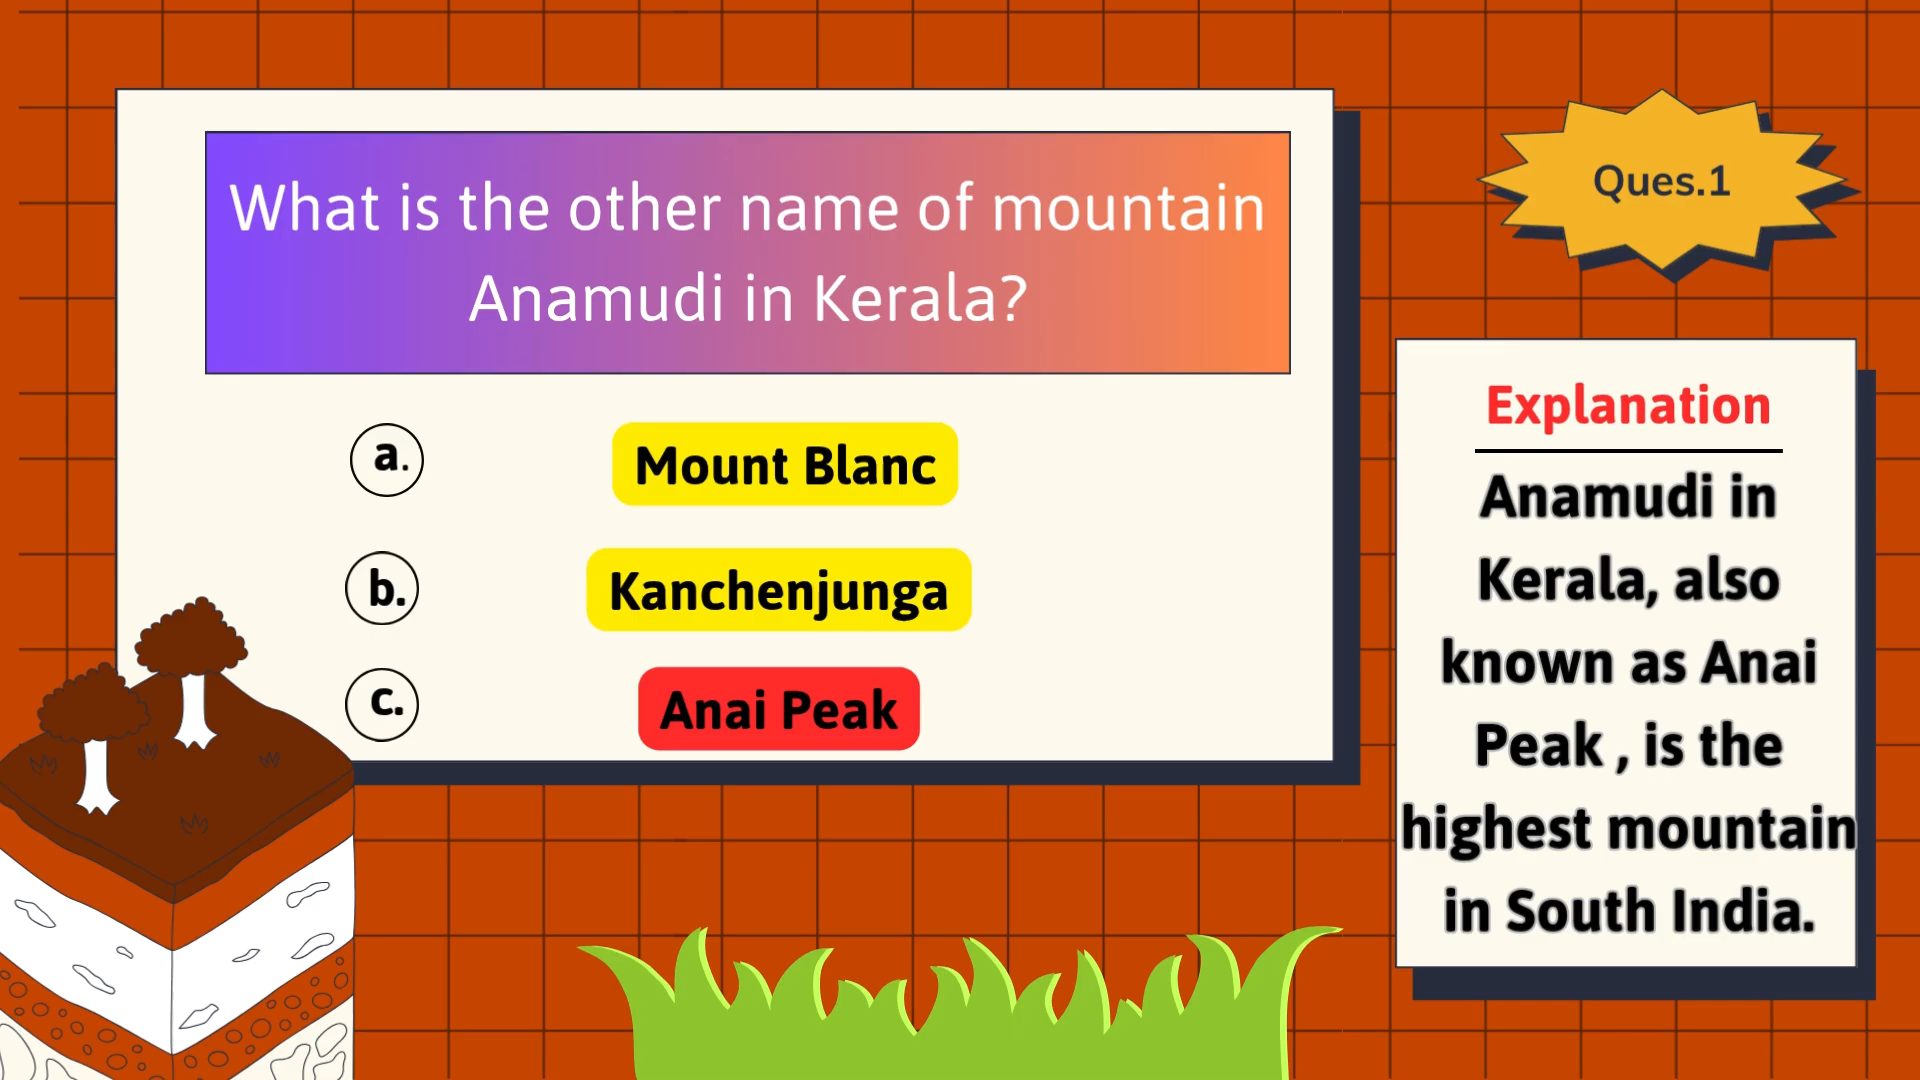 What is the other name of mountain
Anamudi in Kerala?
a. Mount Blanc
b. Kanchenjunga
c. Anai Peak
Ques.1
Explanation
Anamudi in
Kerala, also
known as Anai
Peak , is the
highest mountain
in South India.